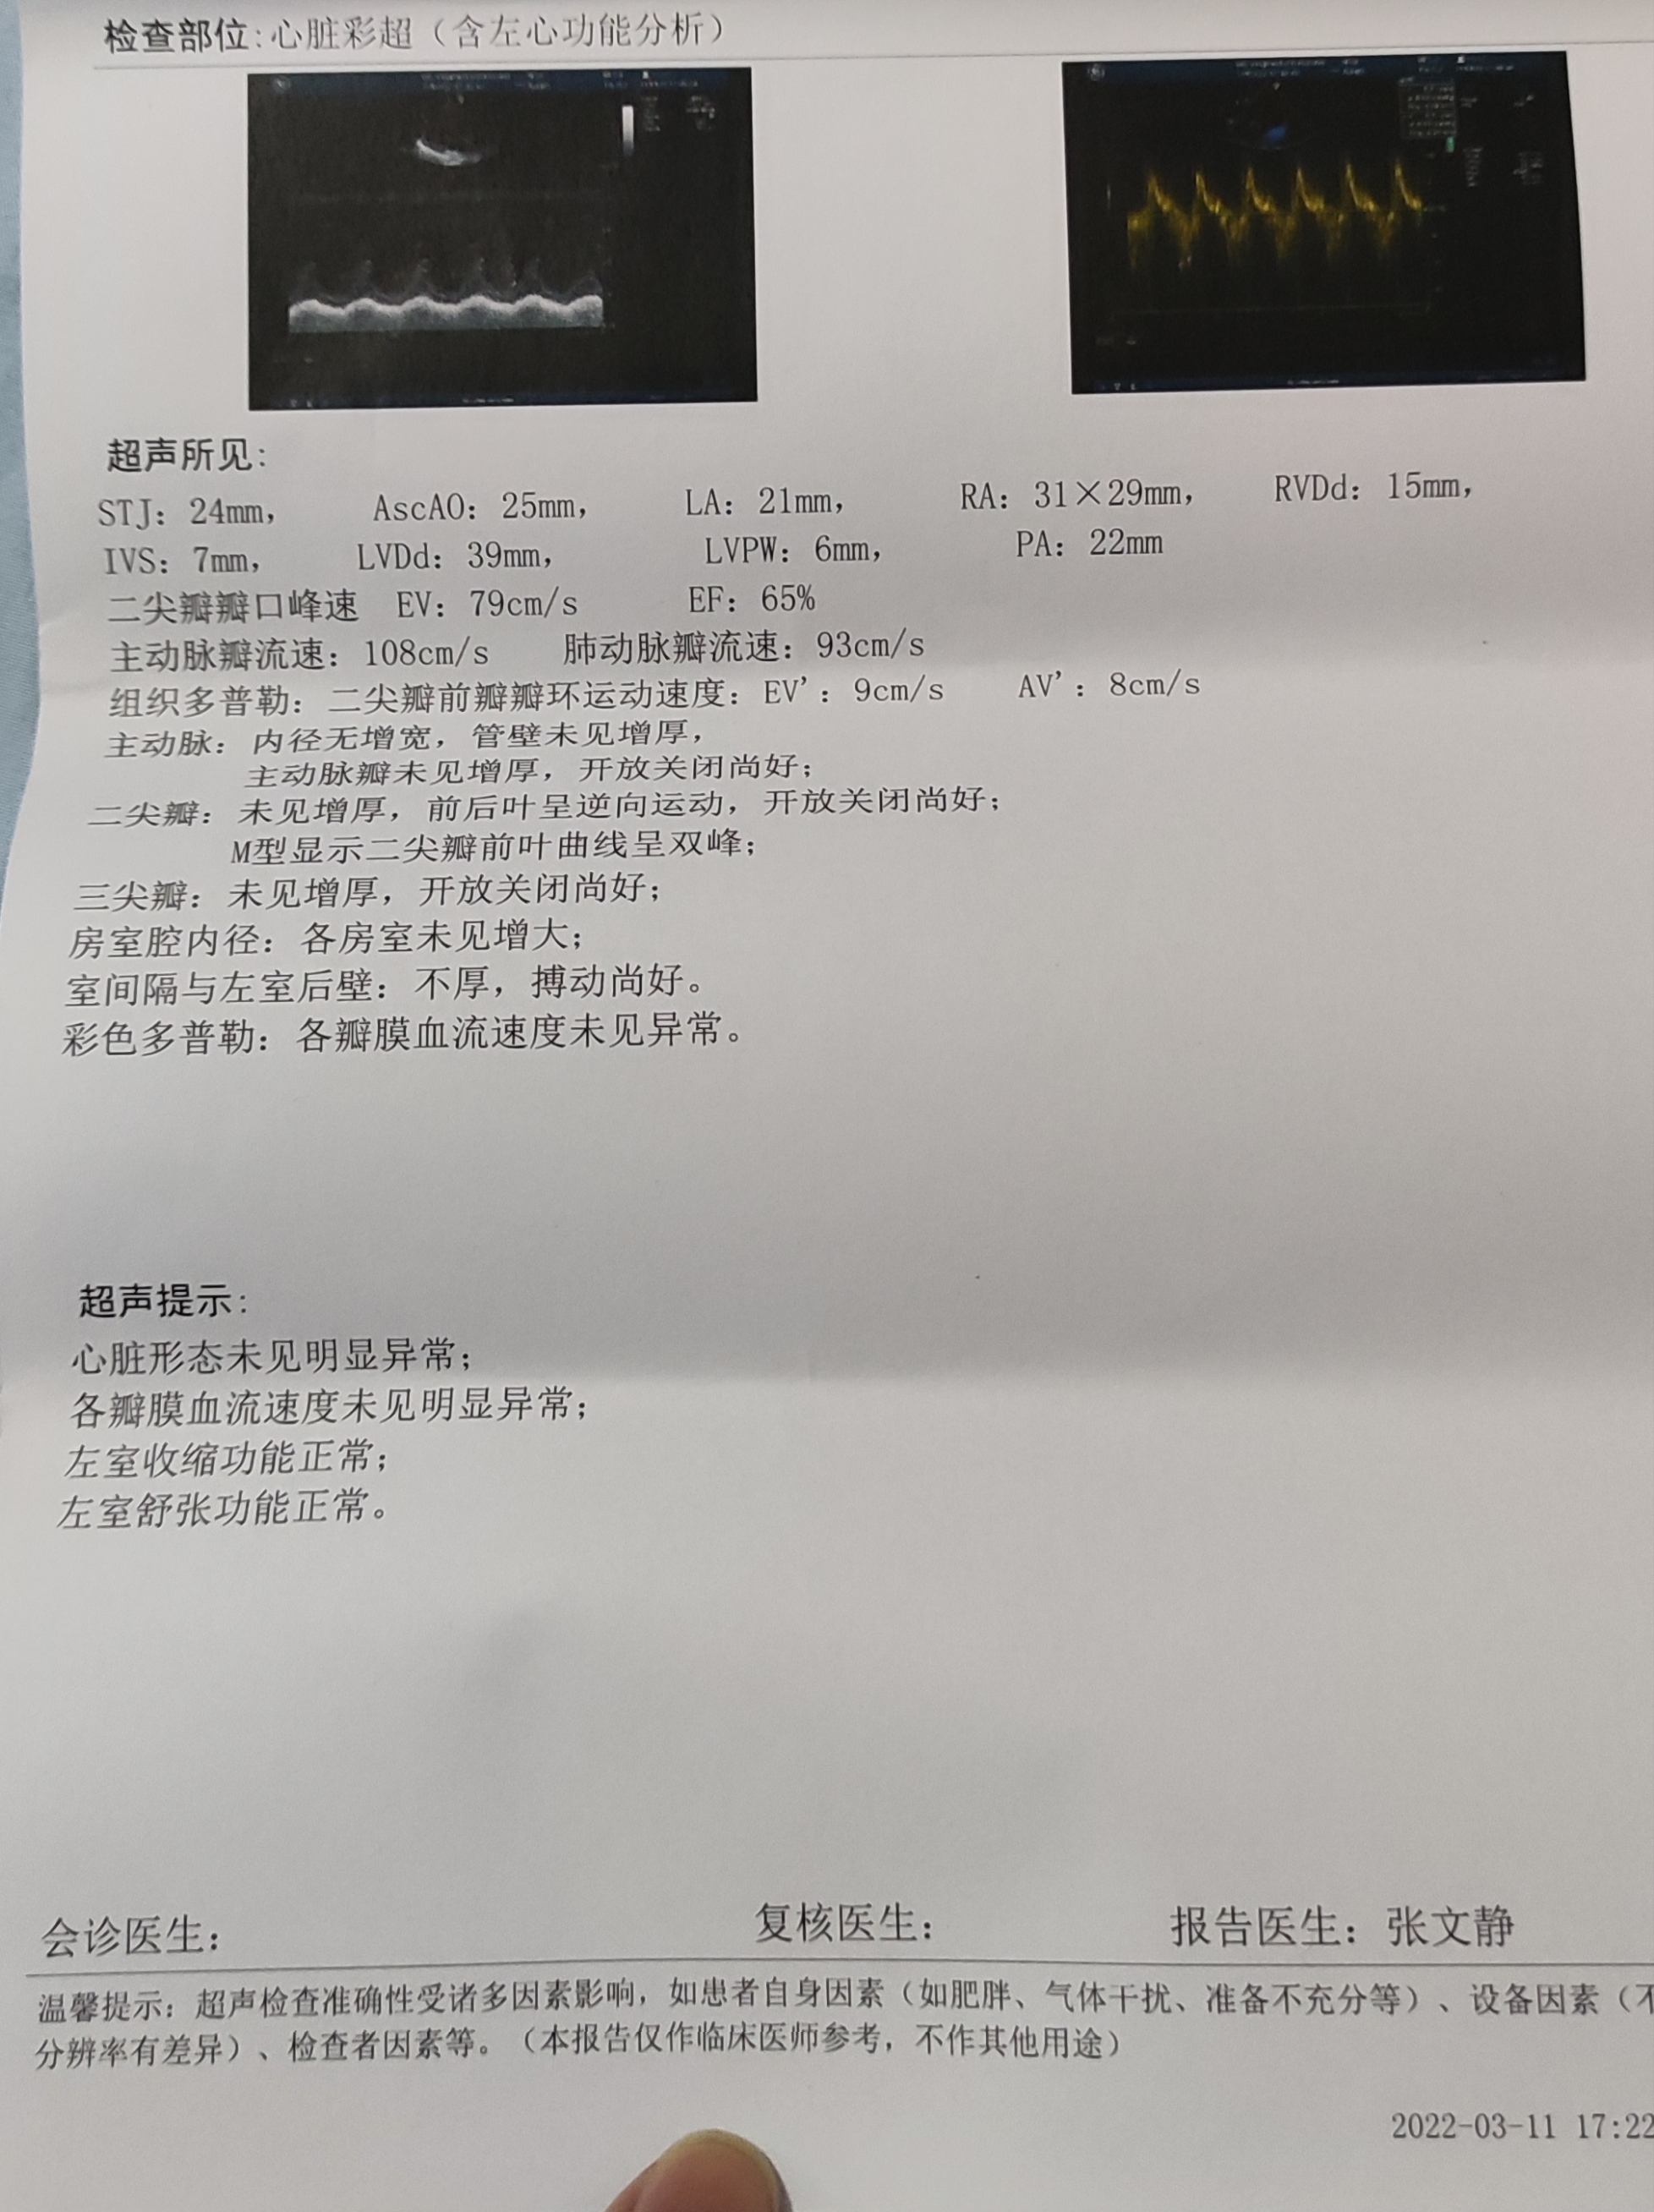 检查部位:心脏彩超（含左心功能分析）
超声所见:
STJ: 24mm, AscAO: 25mm, LA: 21mm, RA: 31×29mm, RVDd: 15mm,
IVS: 7mm, LVDd: 39mm, LVPW: 6mm, PA: 22mm
二尖瓣瓣口峰速 EV: 79cm/s EF: 65%
主动脉瓣流速: 108cm/s 肺动脉瓣流速: 93cm/s
组织多普勒: 二尖瓣前瓣瓣环运动速度: EV': 9cm/s AV': 8cm/s
主动脉: 内径无增宽, 管壁未见增厚,
主动脉瓣未见增厚, 开放关闭尚好;
二尖瓣: 未见增厚, 前后叶呈逆向运动, 开放关闭尚好;
M型显示二尖瓣前叶曲线呈双峰;
三尖瓣: 未见增厚, 开放关闭尚好;
房室腔内径: 各房室未见增大;
室间隔与左室后壁: 不厚, 搏动尚好。
彩色多普勒: 各瓣膜血流速度未见异常。
超声提示:
心脏形态未见明显异常;
各瓣膜血流速度未见明显异常;
左室收缩功能正常;
左室舒张功能正常。
会诊医生: 复核医生: 报告医生: 张文静
温馨提示: 超声检查准确性受诸多因素影响, 如患者自身因素（如肥胖、气体干扰、准备不充分等）、设备因素（不
分辨率有差异）、检查者因素等。（本报告仅作临床医师参考, 不作其他用途）
2022-03-11 17:22